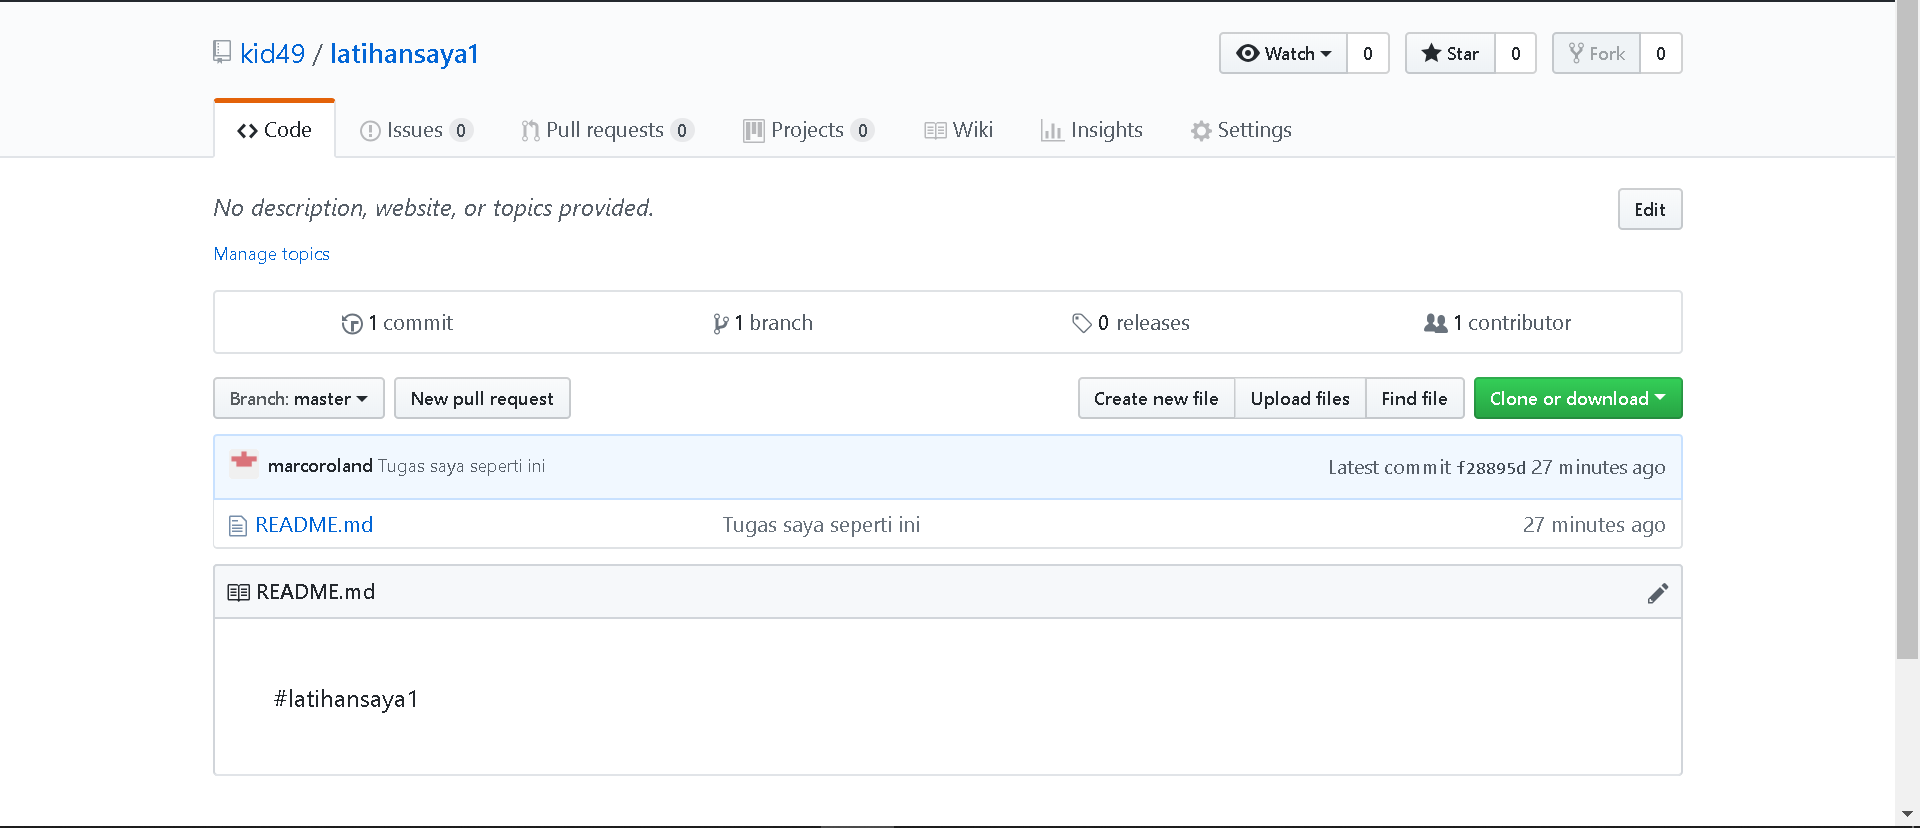 kid49 / latihansaya1
Watch 0 Star 0 Fork 0
Code Issues 0 Pull requests 0 Projects 0 Wiki Insights Settings
No description, website, or topics provided.
Edit
Manage topics
1 commit 1 branch 0 releases 1 contributor
Branch: master New pull request Create new file Upload files Find file Clone or download
marcoroland Tugas saya seperti ini Latest commit f28895d 27 minutes ago
README.md Tugas saya seperti ini 27 minutes ago
README.md
#latihansaya1